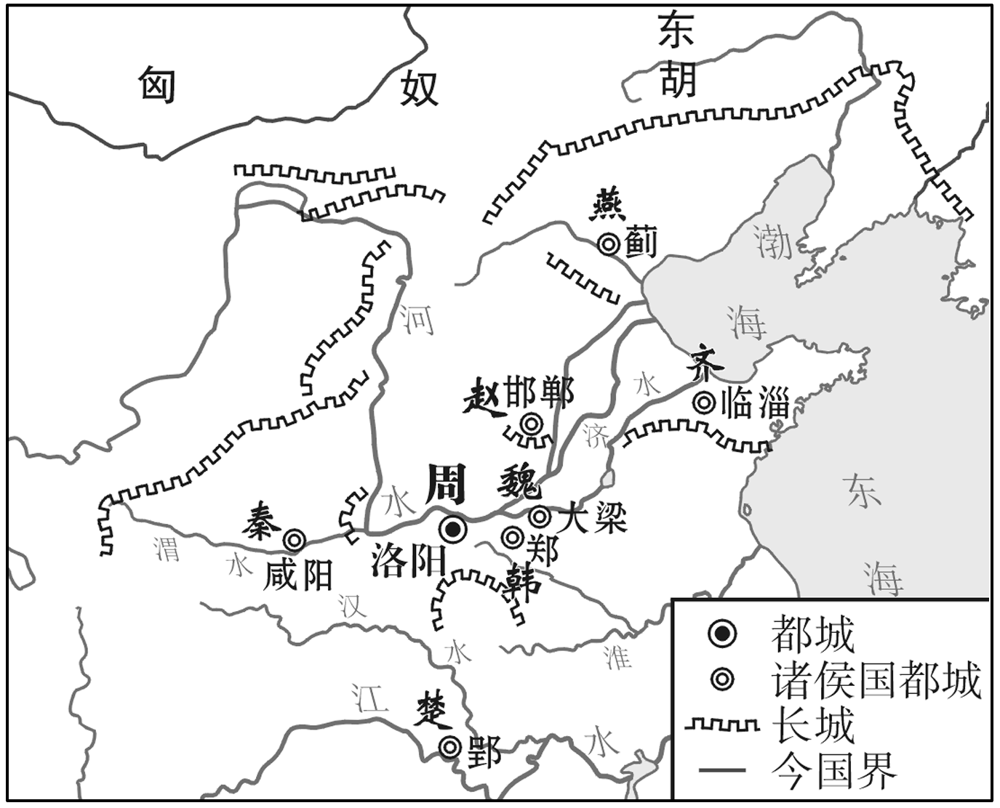 匈奴
东胡
燕
蓟
渤海
河水
齐
临淄
赵
邯郸
济水
周
洛阳
魏
大梁
东海
秦
咸阳
渭水
郑
韩
汉水
淮
江
楚
郢
水
都城
诸侯国都城
长城
今国界